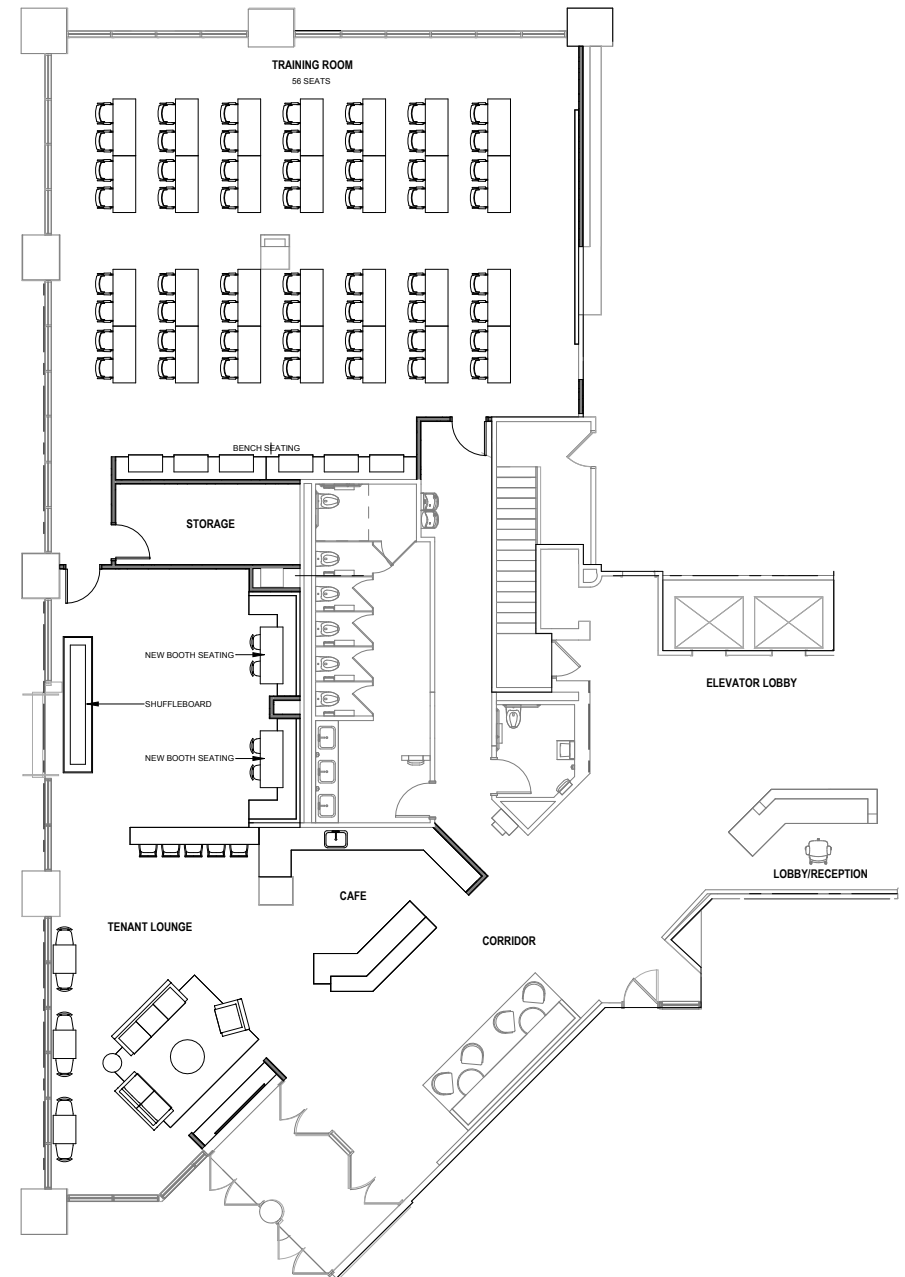 TRAINING ROOM
56 SEATS
BENCH SEATING
STORAGE
NEW BOOTH SEATING
ELEVATOR LOBBY
SHUFFLEBOARD
NEW BOOTH SEATING
LOBBY/RECEPTION
CAFE
TENANT LOUNGE
CORRIDOR